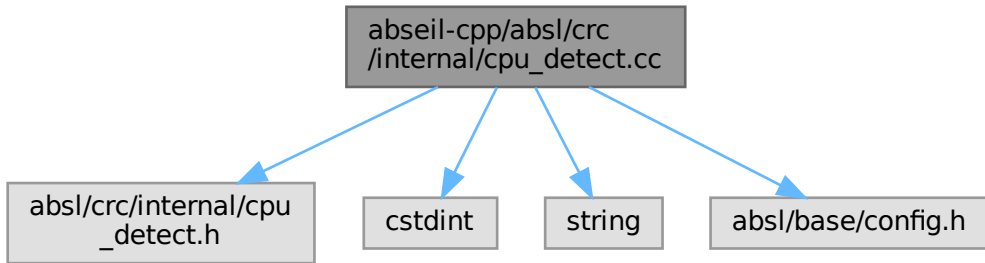 abseil-cpp/absl/crc
/internal/cpu_detect.cc
absl/crc/internal/cpu
_detect.h
cstdint
string
absl/base/config.h